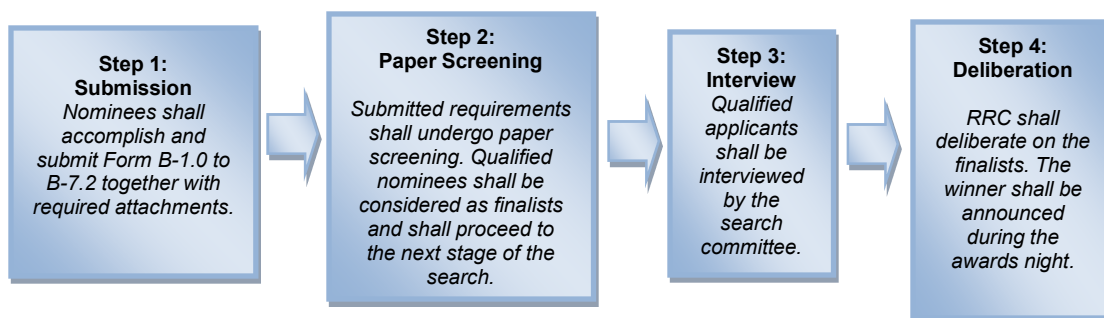 Step 1:
Submission
Nominees shall
accomplish and
submit Form B-1.0 to
B-7.2 together with
required attachments.
Step 2:
Paper Screening
Submitted requirements
shall undergo paper
screening. Qualified
nominees shall be
considered as finalists
and shall proceed to
the next stage of the
search.
Step 3:
Interview
Qualified
applicants
shall be
interviewed
by the
search
committee.
Step 4:
Deliberation
RRC shall
deliberate on the
finalists. The
winner shall be
announced
during the
awards night.